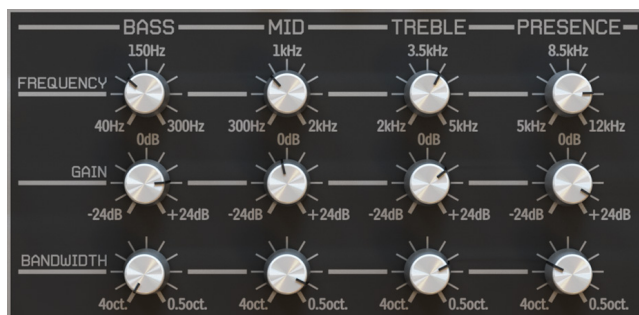 BASS MID TREBLE PRESENCE
150Hz 1kHz 3.5kHz 8.5kHz
FREQUENCY
40Hz 300Hz 300Hz 2kHz 2kHz 5kHz 5kHz 12kHz
0dB 0dB 0dB 0dB
GAIN
-24dB +24dB -24dB +24dB -24dB +24dB -24dB +24dB
BANDWIDTH
4oct. 0.5oct. 4oct. 0.5oct. 4oct. 0.5oct. 4oct. 0.5oct.